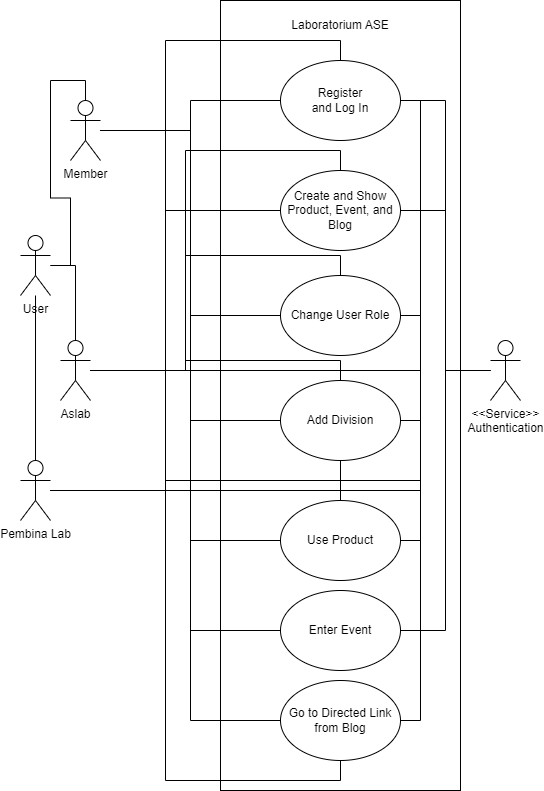 Laboratorium ASE
Register
and Log In
Member
Create and Show
Product, Event, and
Blog
User
Change User Role
Aslab
Add Division
<<Service>>
Authentication
Pembina Lab
Use Product
Enter Event
Go to Directed Link
from Blog